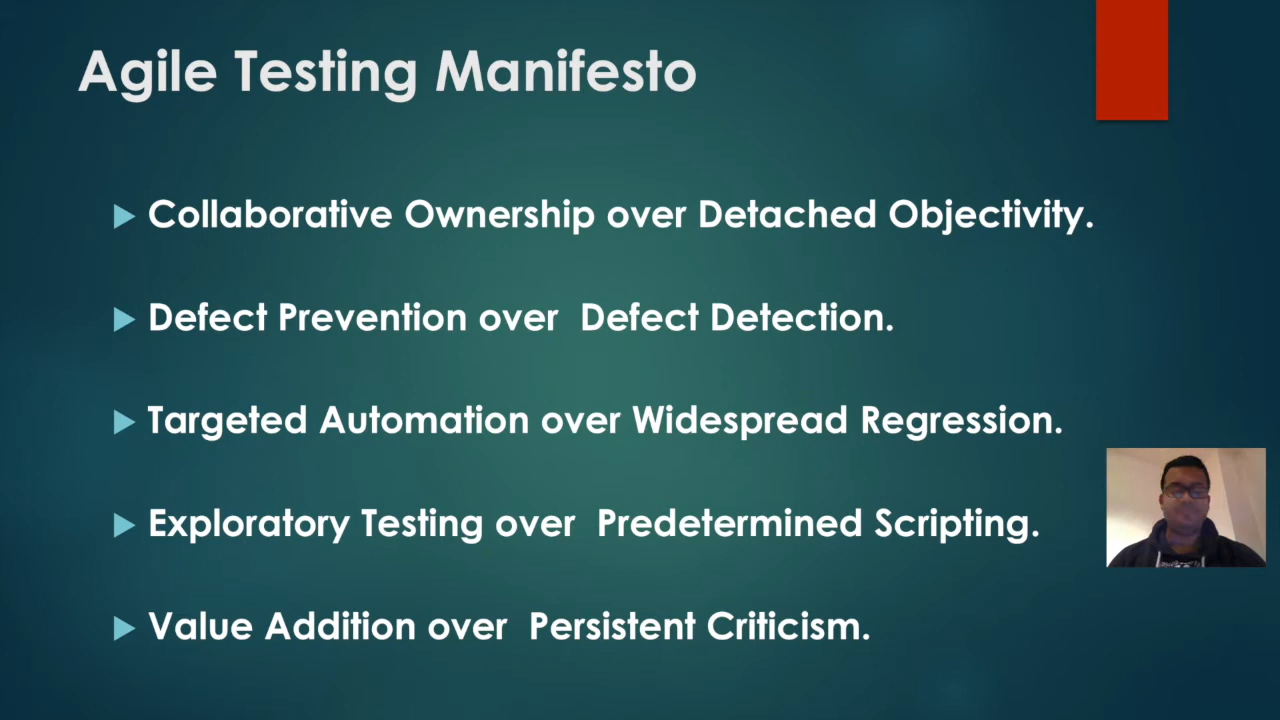 Agile Testing Manifesto
Collaborative Ownership over Detached Objectivity.
Defect Prevention over  Defect Detection.
Targeted Automation over Widespread Regression.
Exploratory Testing over  Predetermined Scripting.
Value Addition over  Persistent Criticism.